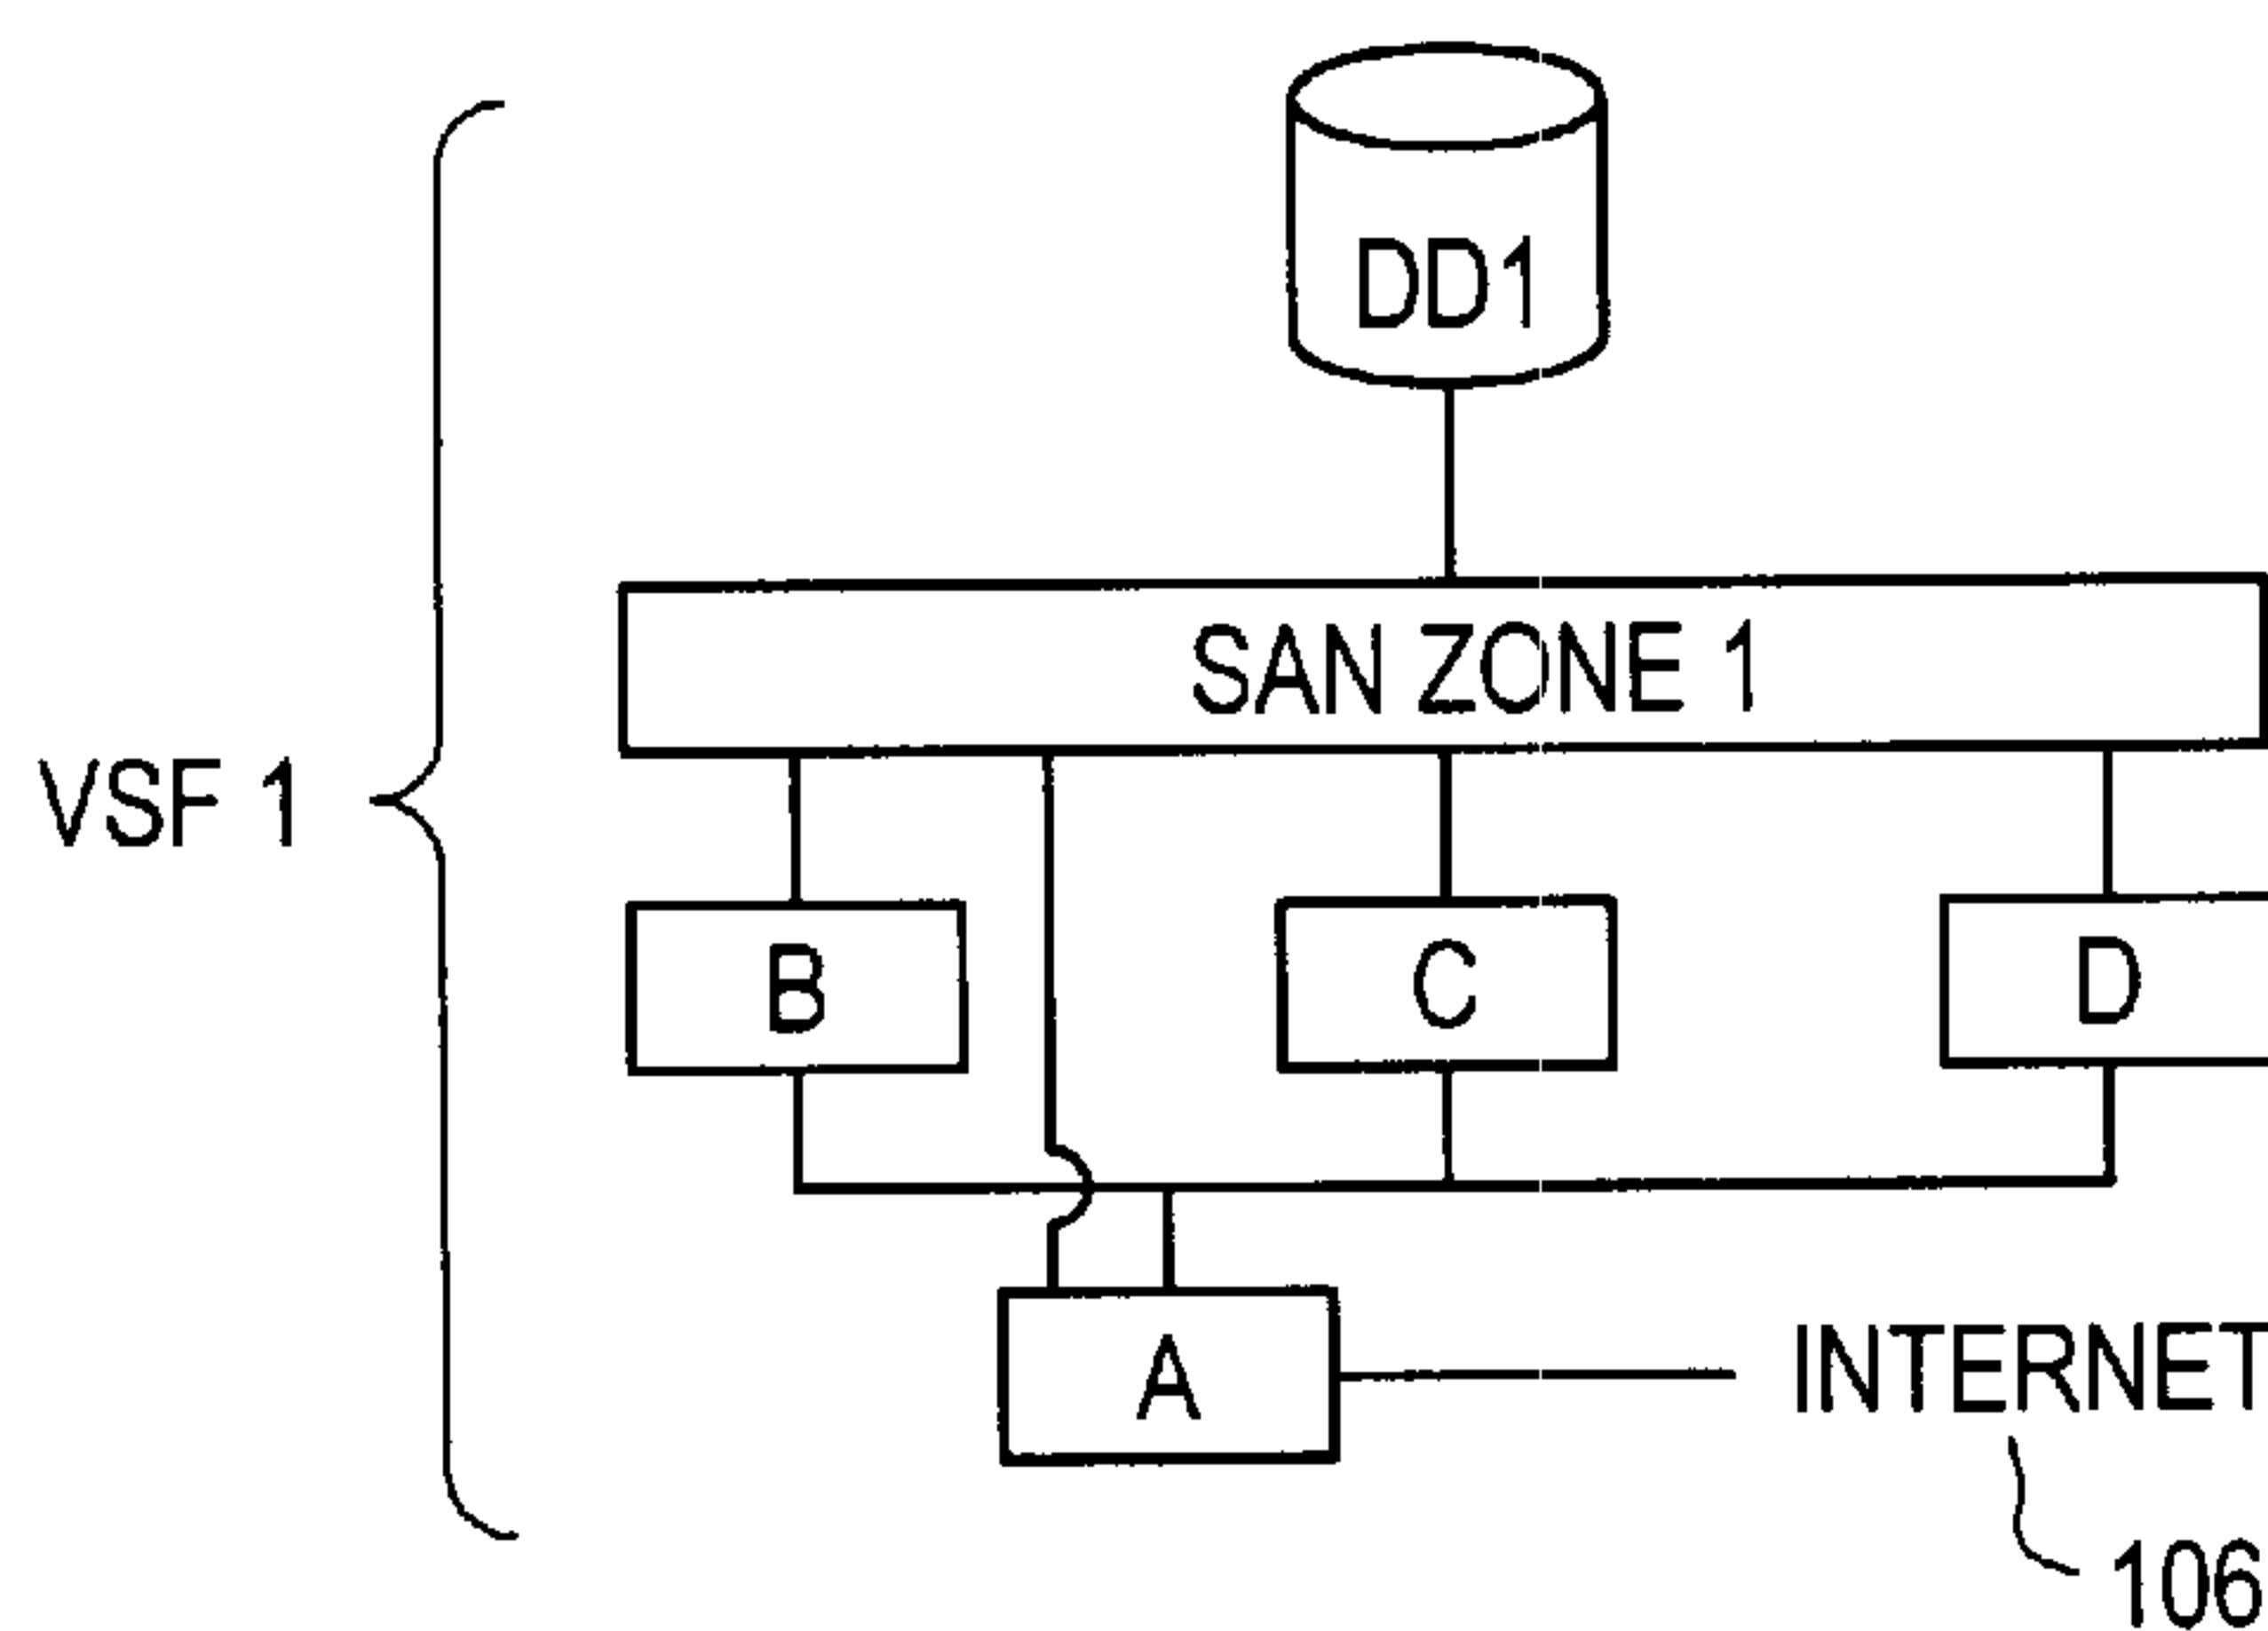 DD1
SAN ZONE 1
VSF 1
B
C
D
A
INTERNET
106